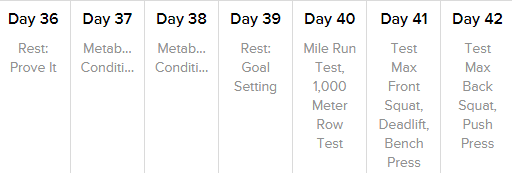 Day 36
Rest:
Prove It
Day 37
Metab...
Conditi...
Day 38
Metab...
Conditi...
Day 39
Rest:
Goal
Setting
Day 40
Mile Run
Test,
1,000
Meter
Row
Test
Day 41
Test
Max
Front
Squat,
Deadlift,
Bench
Press
Day 42
Test
Max
Back
Squat,
Push
Press